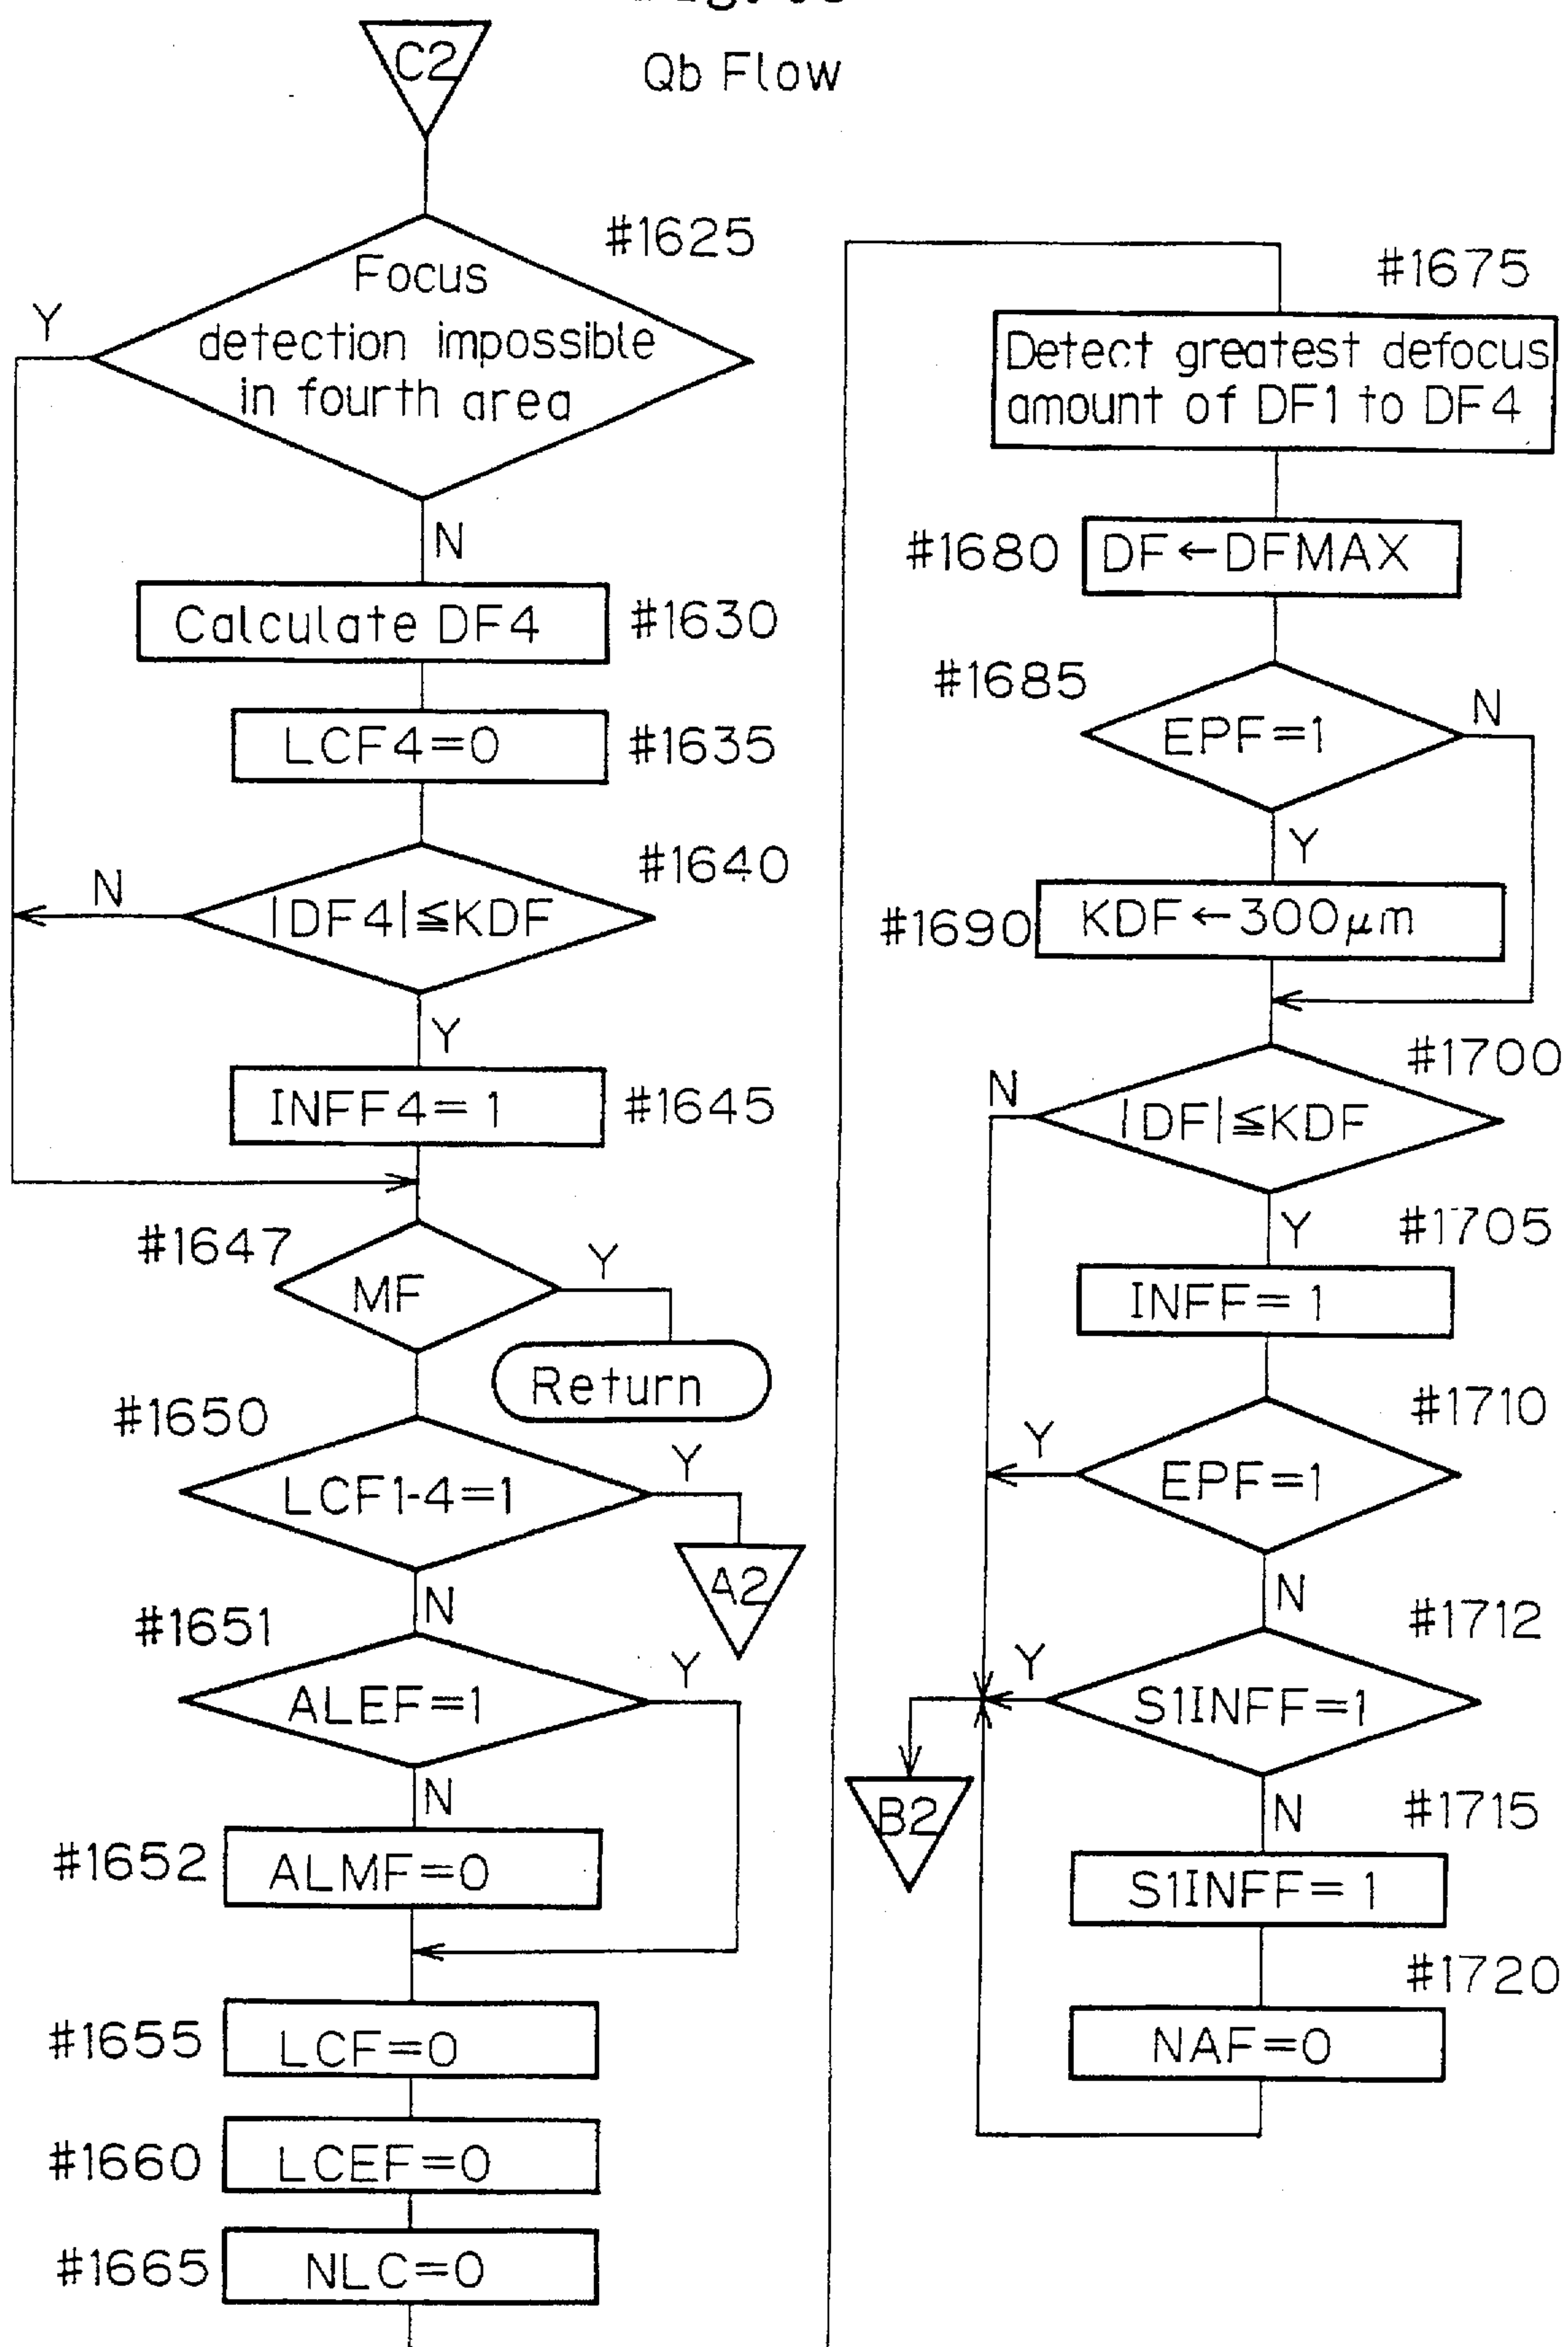 Qb Flow
C2
#1625
Focus
detection impossible
in fourth area
Y
N
Calculate DF4
#1630
LCF4=0
#1635
#1640
|DF4|≦KDF
N
Y
INFF4=1
#1645
#1647
MF
Y
Return
#1650
LCF1-4=1
Y
A2
N
#1651
ALEF=1
Y
N
#1652
ALMF=0
#1655
LCF=0
#1660
LCEF=0
#1665
NLC=0
#1675
Detect greatest defocus
amount of DF1 to DF4
#1680
DF←DFMAX
#1685
EPF=1
N
Y
#1690
KDF←300μm
#1700
|DF|≦KDF
N
Y
#1705
INFF=1
#1710
EPF=1
Y
N
#1712
S1INFF=1
Y
B2
N
#1715
S1INFF=1
#1720
NAF=0